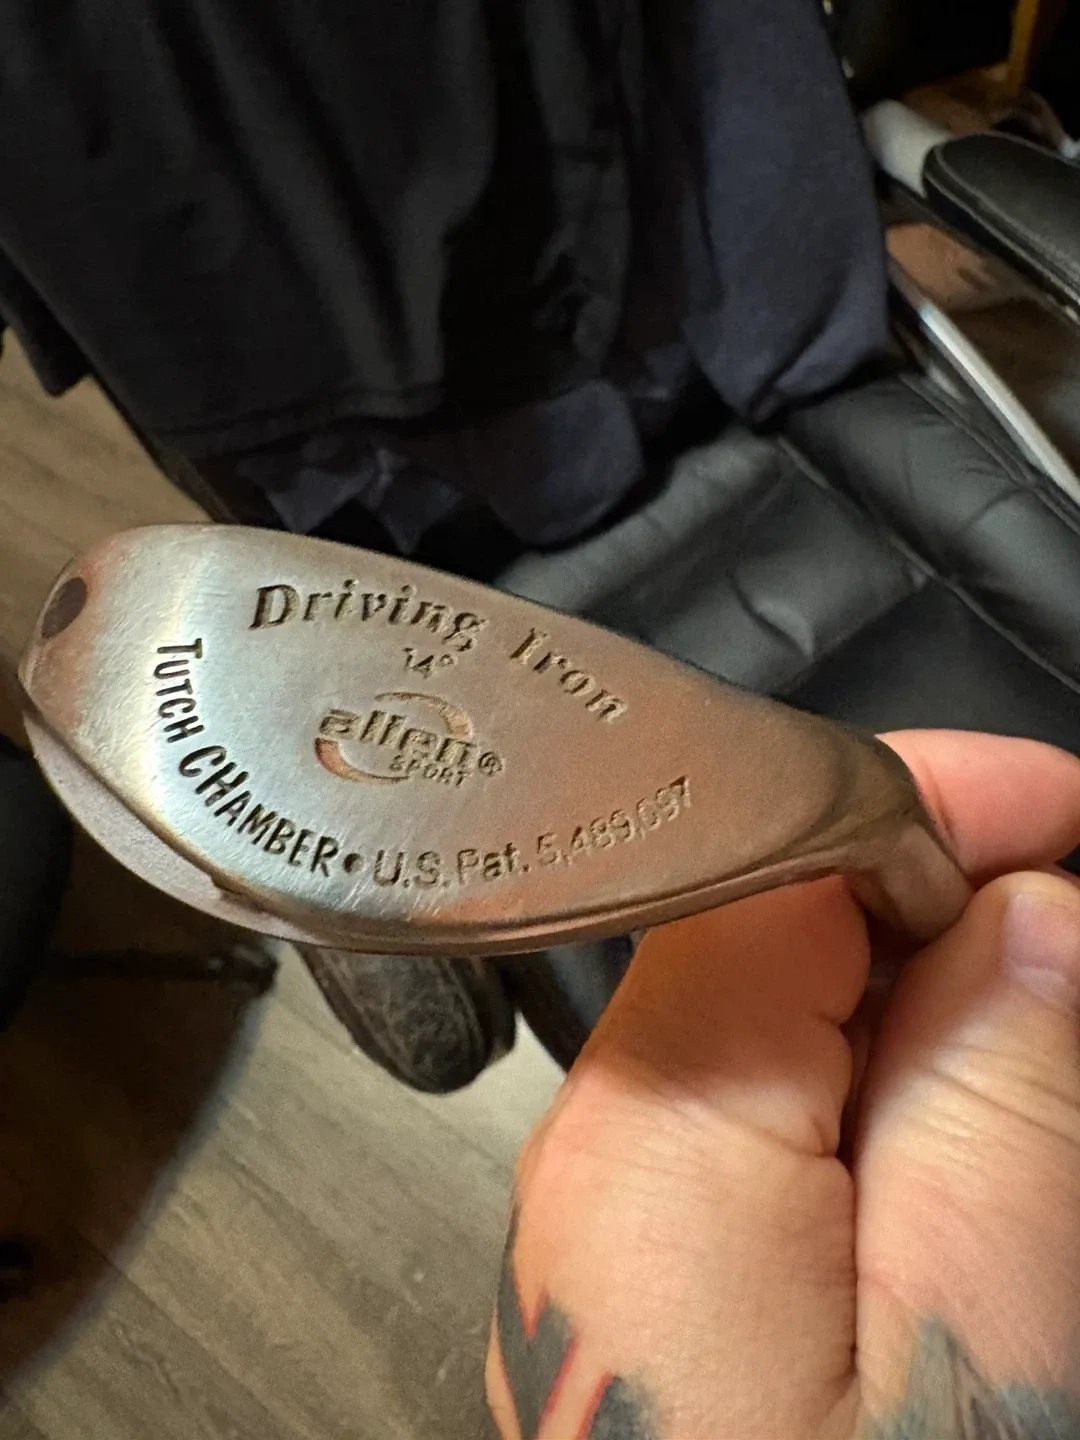 Driving Iron
14°
allen®
SPORT
TUTCH CHAMBER • U.S. Pat. 5,489,097